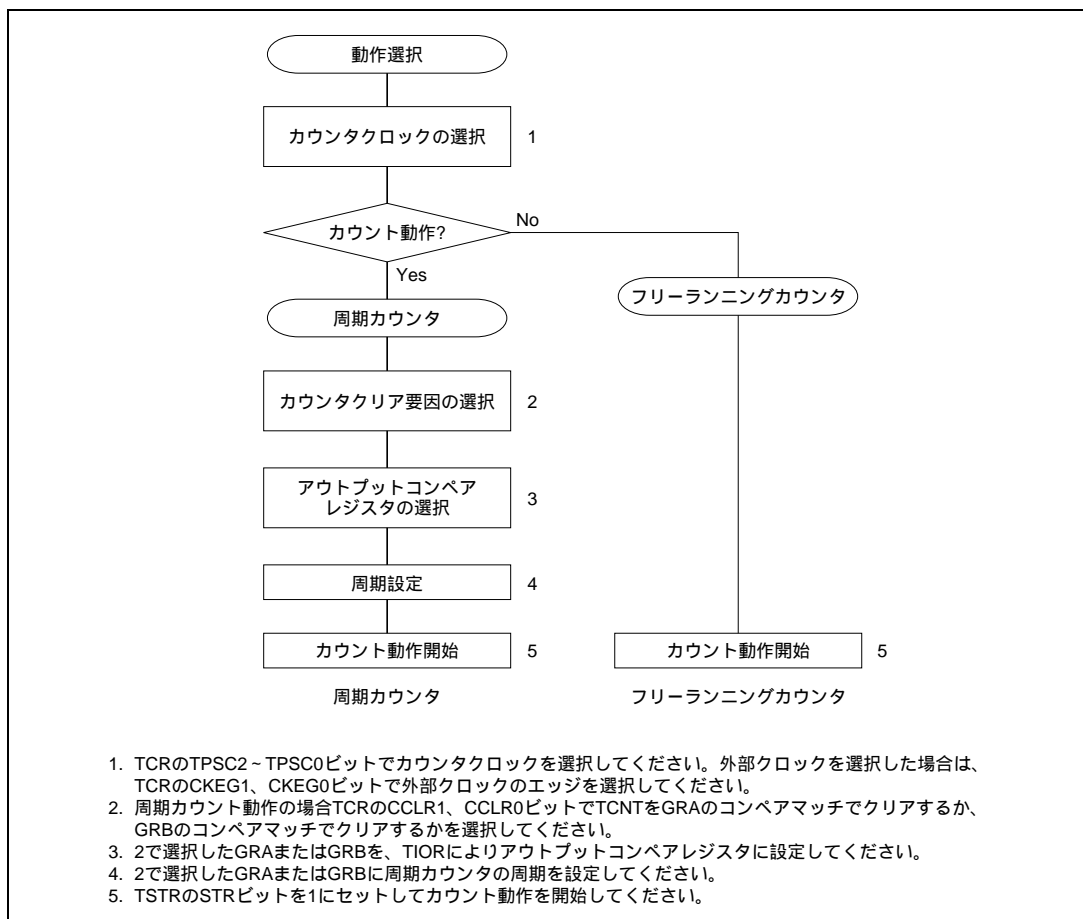 動作選択
カウンタクロックの選択 1
カウント動作?
No
Yes
フリーランニングカウンタ
周期カウンタ
カウンタクリア要因の選択 2
アウトプットコンペア
レジスタの選択
3
周期設定 4
カウント動作開始 5
カウント動作開始 5
周期カウンタ
フリーランニングカウンタ
1. TCRのTPSC2~TPSC0ビットでカウンタクロックを選択してください。外部クロックを選択した場合は、
TCRのCKEG1、CKEG0ビットで外部クロックのエッジを選択してください。
2. 周期カウント動作の場合TCRのCCLR1、CCLR0ビットでTCNTをGRAのコンペアマッチでクリアするか、
GRBのコンペアマッチでクリアするかを選択してください。
3. 2で選択したGRAまたはGRBを、TIORによりアウトプットコンペアレジスタに設定してください。
4. 2で選択したGRAまたはGRBに周期カウンタの周期を設定してください。
5. TSTRのSTRビットを1にセットしてカウント動作を開始してください。